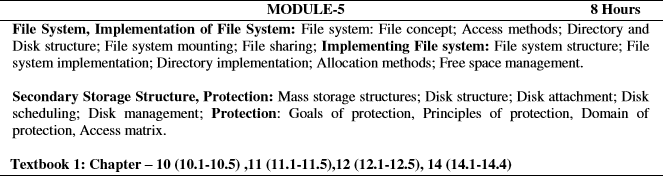 MODULE-5 8 Hours
File System, Implementation of File System: File system: File concept; Access methods; Directory and
Disk structure; File system mounting; File sharing; Implementing File system: File system structure; File
system implementation; Directory implementation; Allocation methods; Free space management.
Secondary Storage Structure, Protection: Mass storage structures; Disk structure; Disk attachment; Disk
scheduling; Disk management; Protection: Goals of protection, Principles of protection, Domain of
protection, Access matrix.
Textbook 1: Chapter – 10 (10.1-10.5) ,11 (11.1-11.5),12 (12.1-12.5), 14 (14.1-14.4)